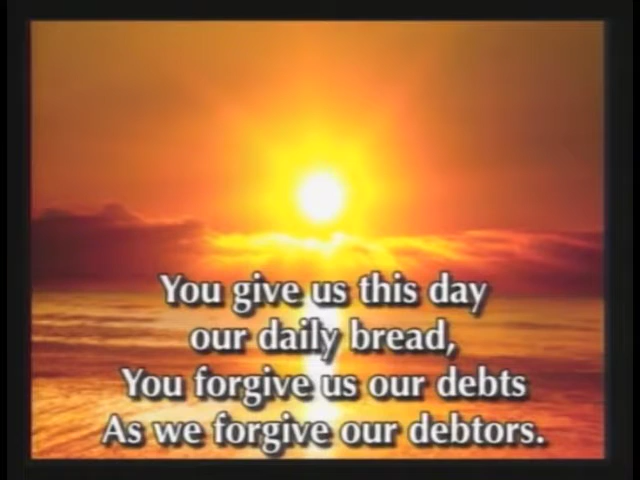 You give us this day
our daily bread,
You forgive us our debts
As we forgive our debtors.